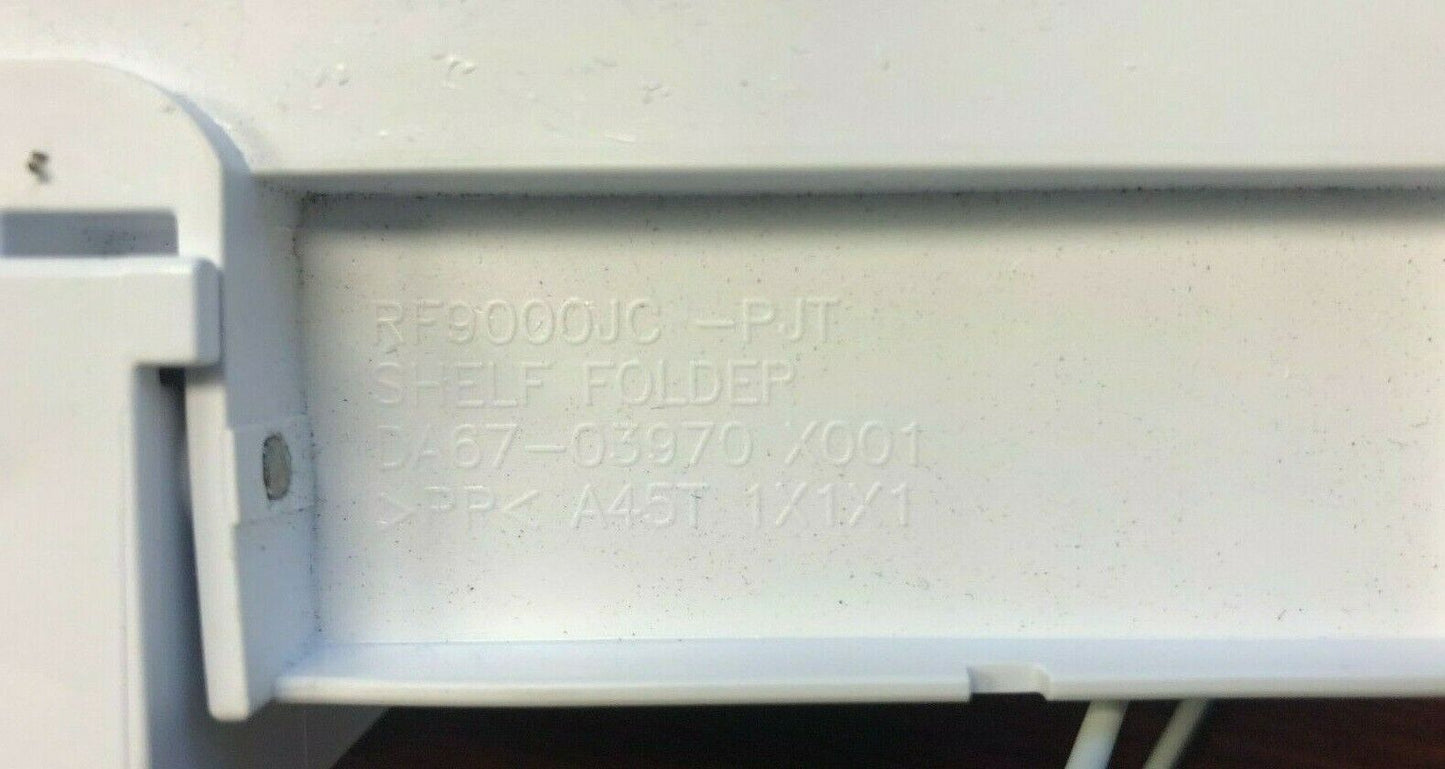 RF9000JC -PJT
SHELF FOLDER
DA67-03970 X001
>PP< A45T 1X1X1